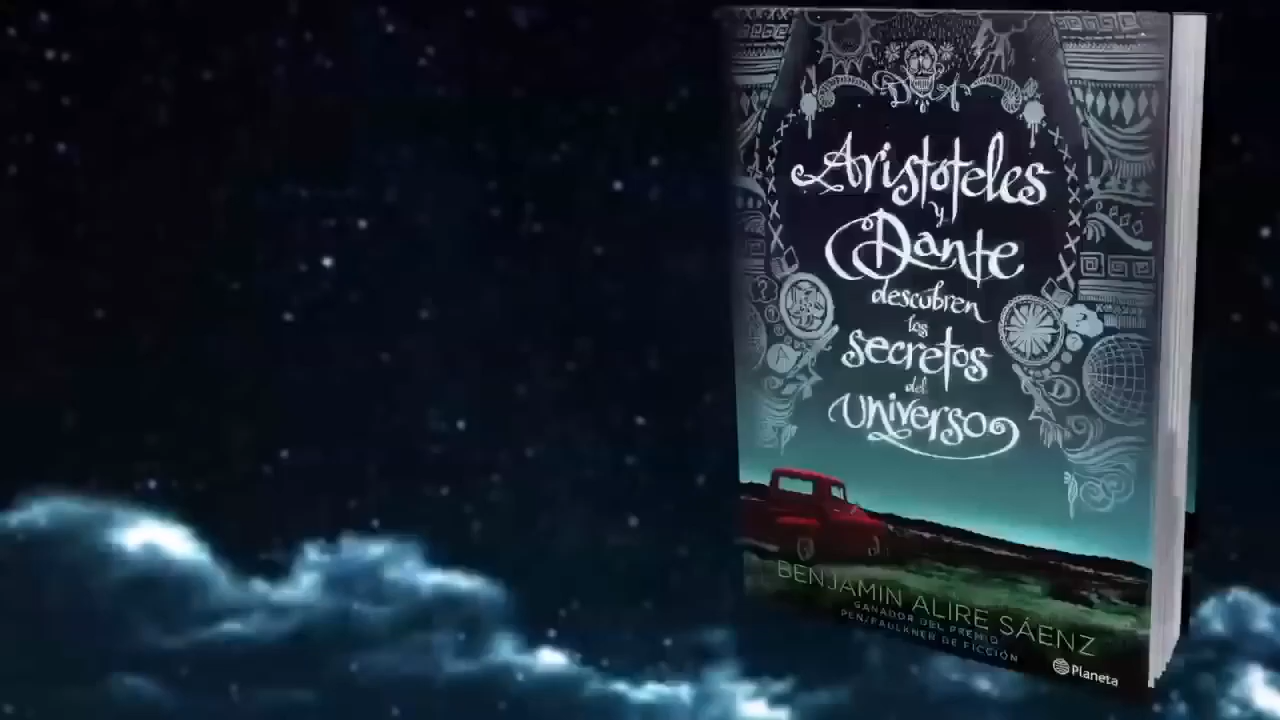 Aristoteles
y
Dante
descubren
los
secretos
del
universo
BENJAMIN ALIRE SÁENZ
GANADOR DEL PREMIO
PEN/FAULKNER DE FICCIÓN
Planeta